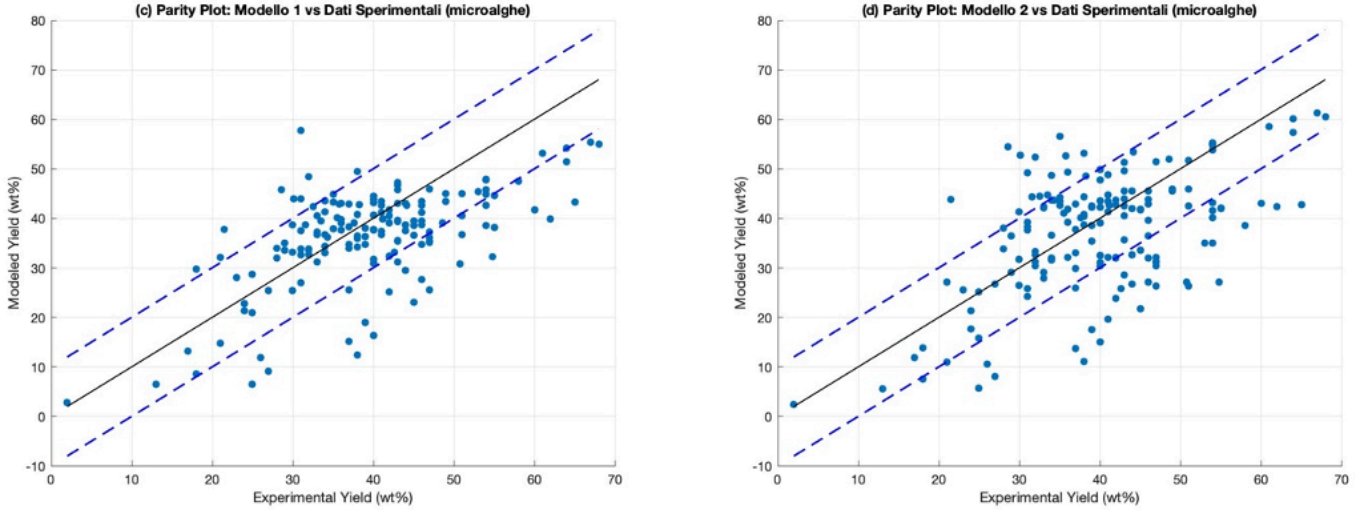 (c) Parity Plot: Modello 1 vs Dati Sperimentali (microalghe)
80
70
60
50
40
30
20
10
0
-10
Modeled Yield (wt%)
0 10 20 30 40 50 60 70
Experimental Yield (wt%)
(d) Parity Plot: Modello 2 vs Dati Sperimentali (microalghe)
80
70
60
50
40
30
20
10
0
-10
Modeled Yield (wt%)
0 10 20 30 40 50 60 70
Experimental Yield (wt%)